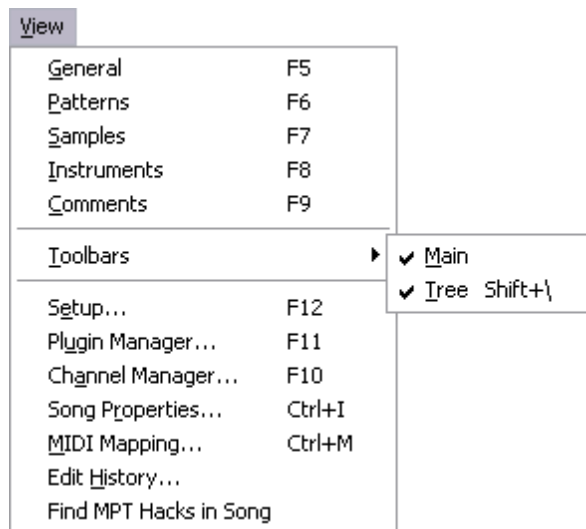 View
General F5
Patterns F6
Samples F7
Instruments F8
Comments F9
Toolbars
Main
Tree Shift+\
Setup... F12
Plugin Manager... F11
Channel Manager... F10
Song Properties... Ctrl+I
MIDI Mapping... Ctrl+M
Edit History...
Find MPT Hacks in Song